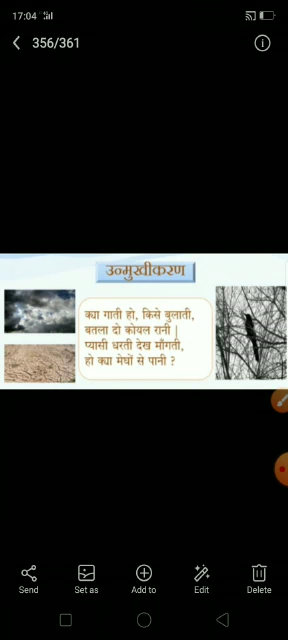 17:04
356/361
उन्मुखीकरण
क्या गाती हो, किसे बुलाती,
बतला दो कोयल रानी |
प्यासी धरती देख माँगती,
हो क्या मेघों से पानी ?
Send
Set as
Add to
Edit
Delete